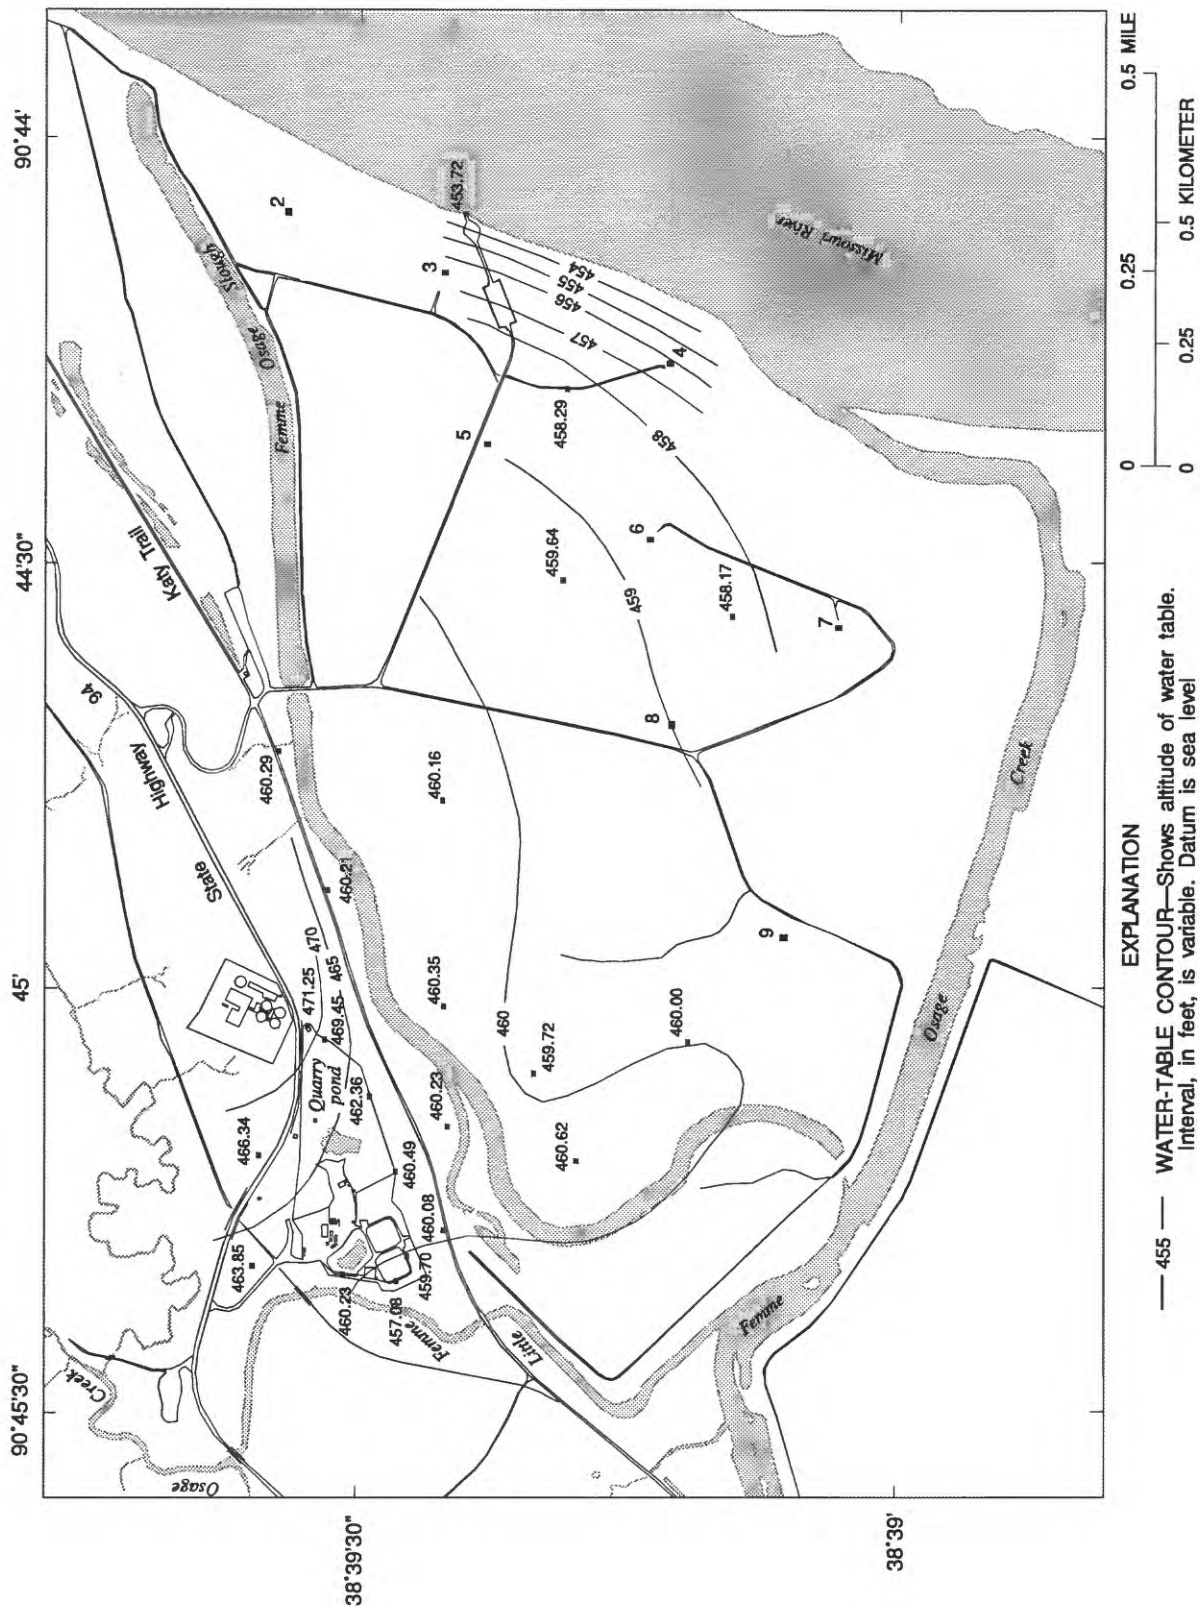 90°45'30"
45'
44'30"
90°44'
38°39'30"
38°39'
Creek
Osage
Femme
Little
State
Highway
94
Katy Trail
Femme
Osage
Slough
2
3
453.72
454
455
456
457
458
4
458.29
5
459.64
459
6
458.17
7
8
9
460.29
460.16
460.21
470
465
471.25
469.45
Quarry
pond
462.36
466.34
463.85
460.35
460.23
460.49
460.08
460.23
457.08
459.70
460
459.72
460.00
460.62
Missouri River
Femme
Osage
Creek
EXPLANATION
— 455 — WATER-TABLE CONTOUR—Shows altitude of water table.
Interval, in feet, is variable. Datum is sea level
0 0.25 0.5 MILE
0 0.25 0.5 KILOMETER